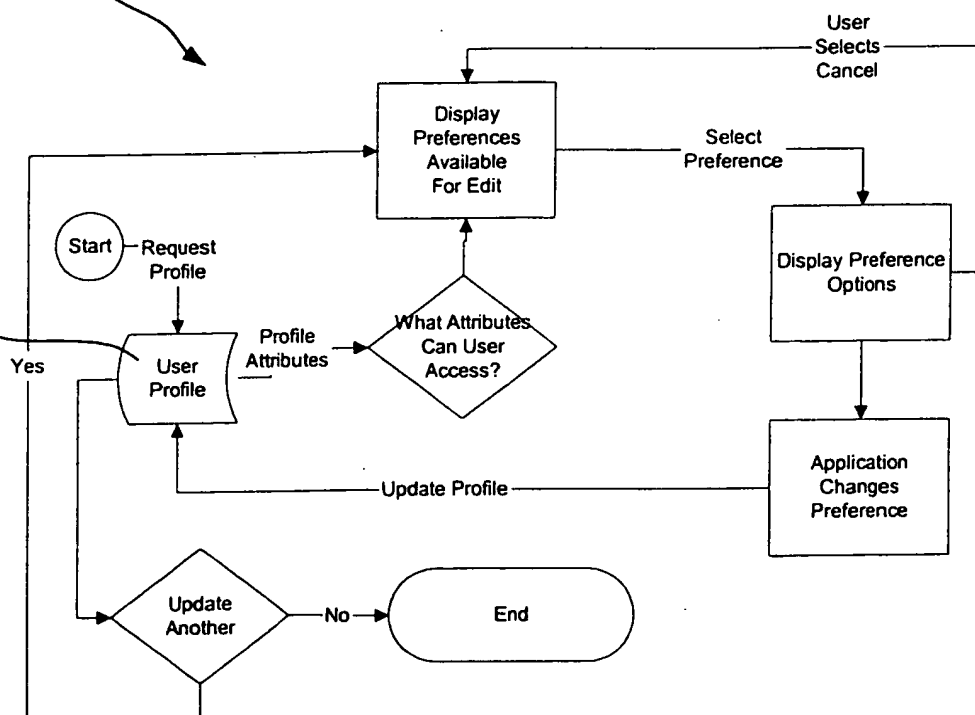 User
Selects
Cancel
Display
Preferences
Available
For Edit
Select
Preference
Start
Request
Profile
Display Preference
Options
What Attributes
Can User
Access?
Profile
Attributes
User
Profile
Yes
Application
Changes
Preference
Update Profile
Update
Another
No
End